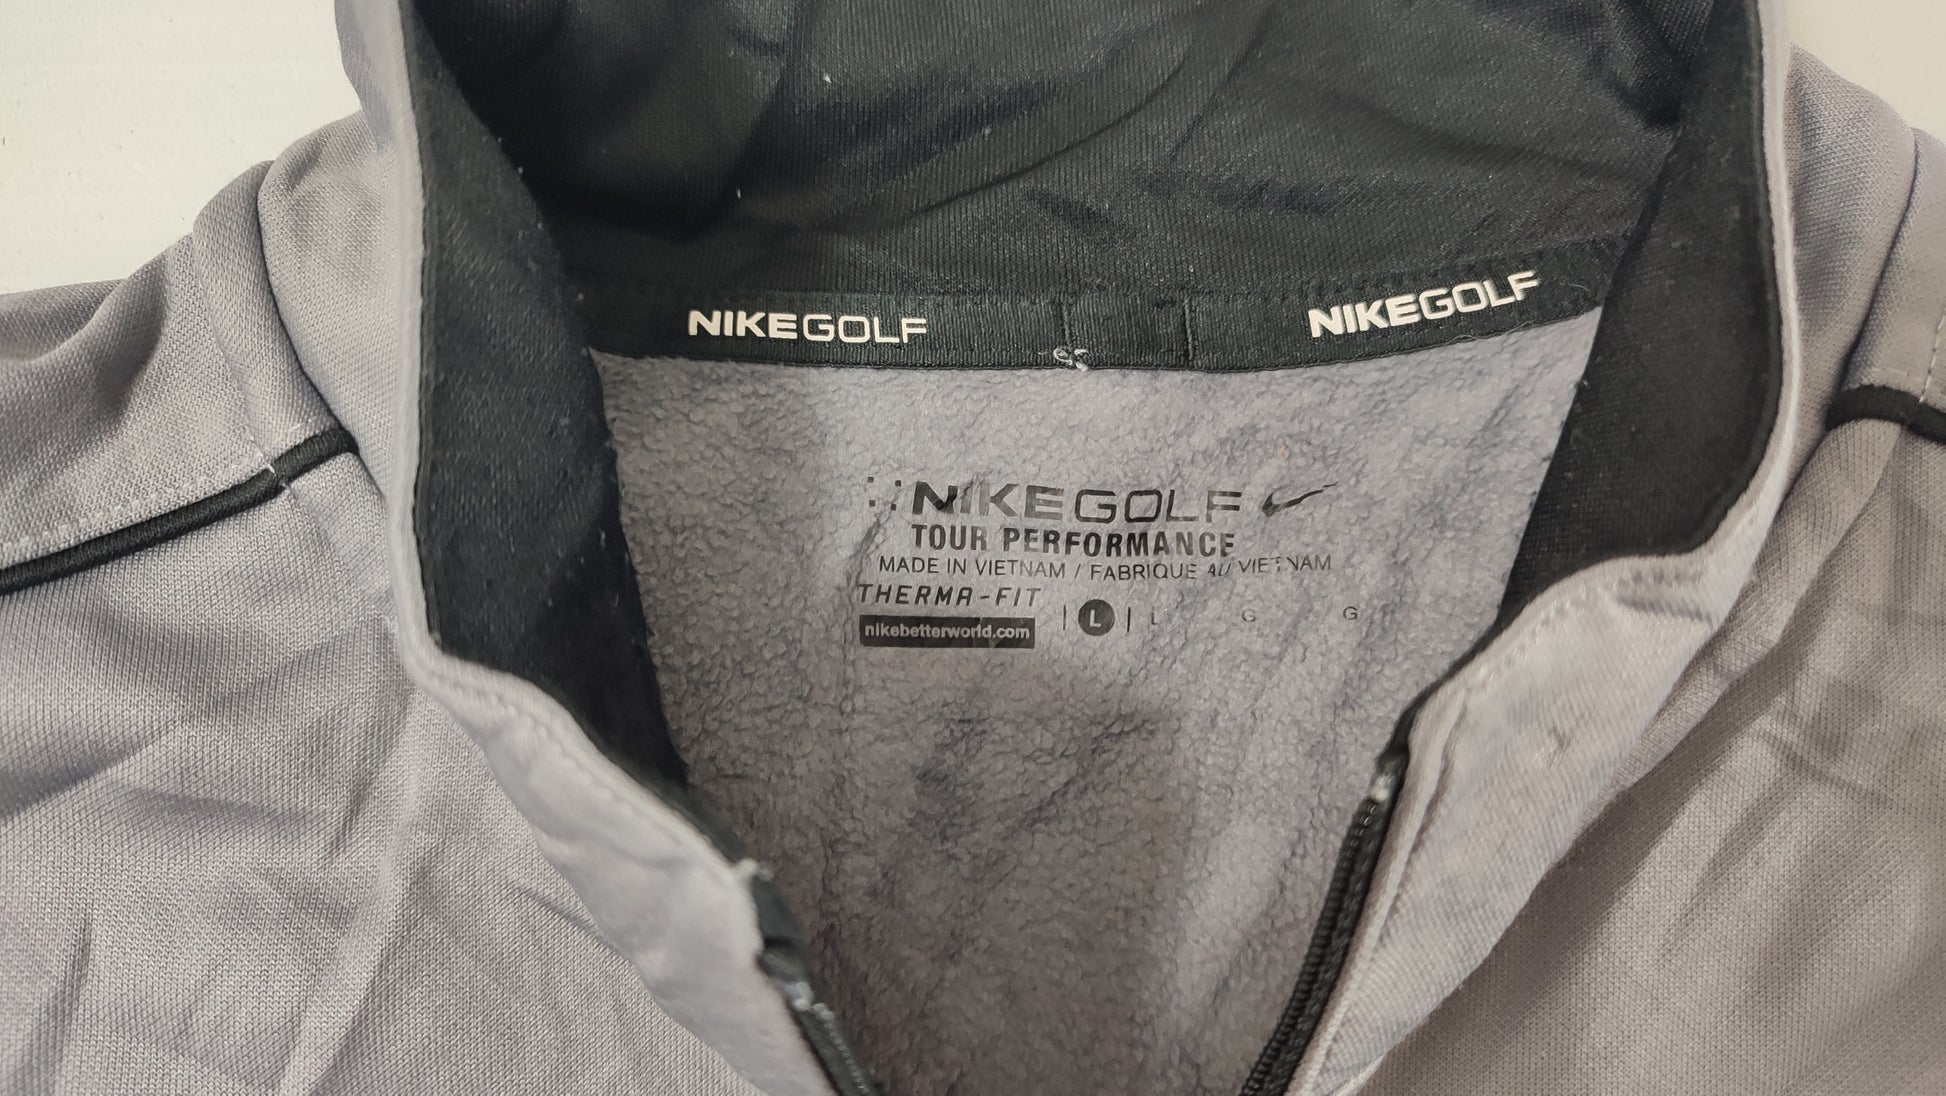 NIKEGOLF NIKEGOLF
NIKEGOLF
TOUR PERFORMANCE
MADE IN VIETNAM / FABRIQUE AU VIETNAM
THERMA-FIT
nikebetterworld.com | L | L G G